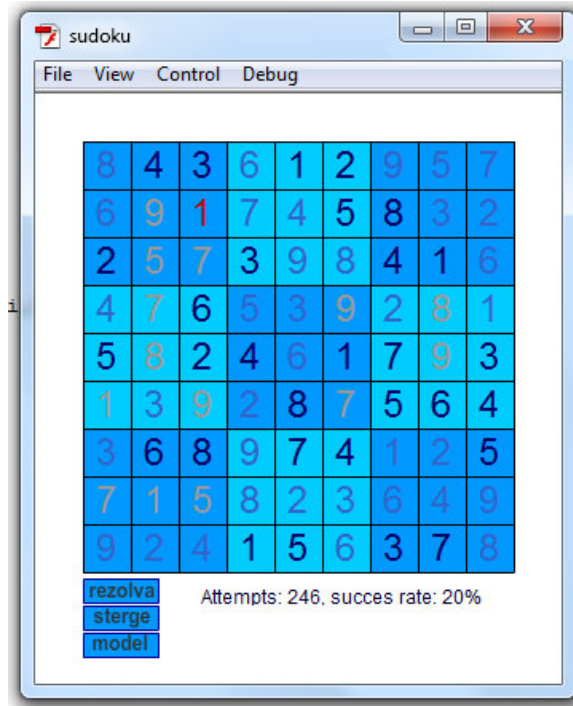 sudoku
File View Control Debug
8 4 3 6 1 2 9 5 7
6 9 1 7 4 5 8 3 2
2 5 7 3 9 8 4 1 6
i
4 7 6 5 3 9 2 8 1
5 8 2 4 6 1 7 9 3
1 3 9 2 8 7 5 6 4
3 6 8 9 7 4 1 2 5
7 1 5 8 2 3 6 4 9
9 2 4 1 5 6 3 7 8
rezolva
Attempts: 246, succes rate: 20%
sterge
model